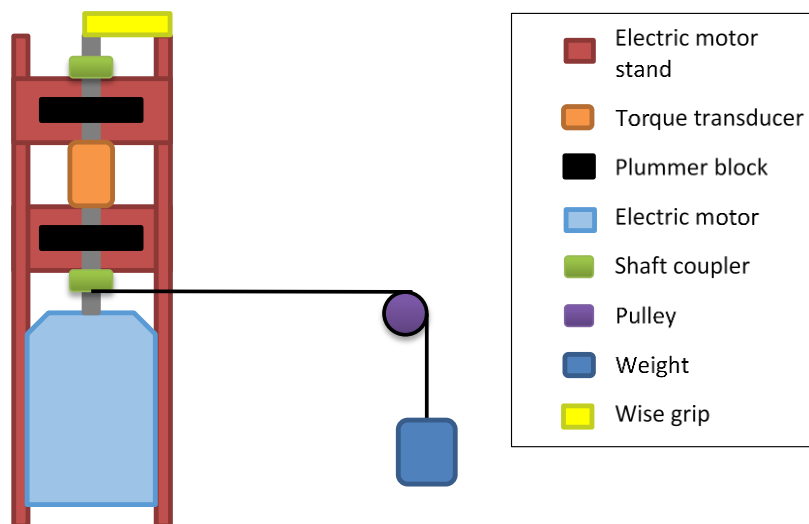 Electric motor
stand
Torque transducer
Plummer block
Electric motor
Shaft coupler
Pulley
Weight
Wise grip